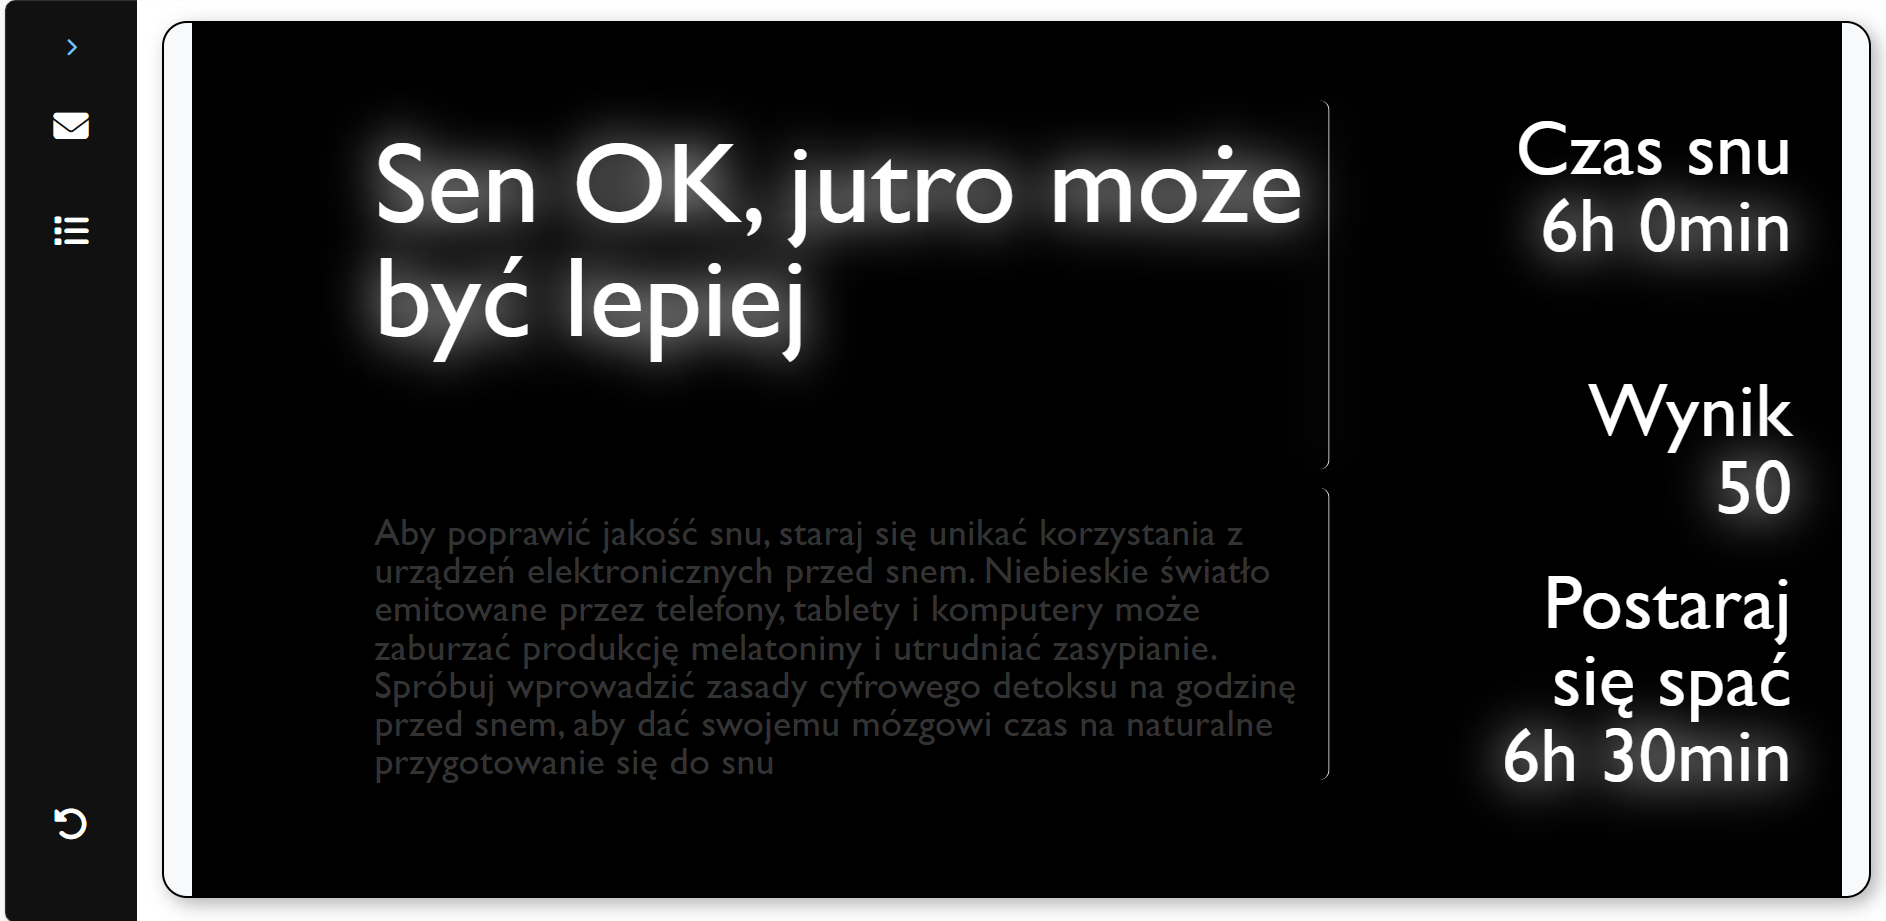 Sen OK, jutro może
być lepiej
Aby poprawić jakość snu, staraj się unikać korzystania z
urządzeń elektronicznych przed snem. Niebieskie światło
emitowane przez telefony, tablety i komputery może
zaburzać produkcję melatoniny i utrudniać zasypianie.
Spróbuj wprowadzić zasady cyfrowego detoksu na godzinę
przed snem, aby dać swojemu mózgowi czas na naturalne
przygotowanie się do snu
Czas snu
6h 0min
Wynik
50
Postaraj
się spać
6h 30min